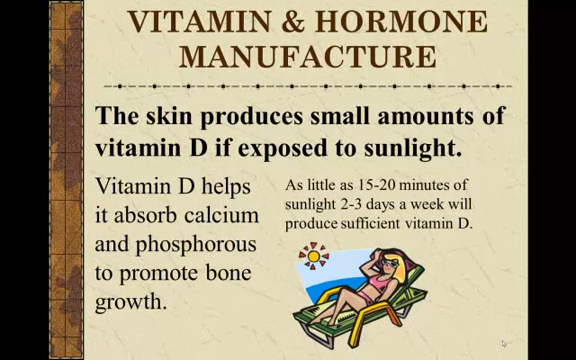 VITAMIN & HORMONE
MANUFACTURE
The skin produces small amounts of
vitamin D if exposed to sunlight.
Vitamin D helps
it absorb calcium
and phosphorous
to promote bone
growth.
As little as 15-20 minutes of
sunlight 2-3 days a week will
produce sufficient vitamin D.